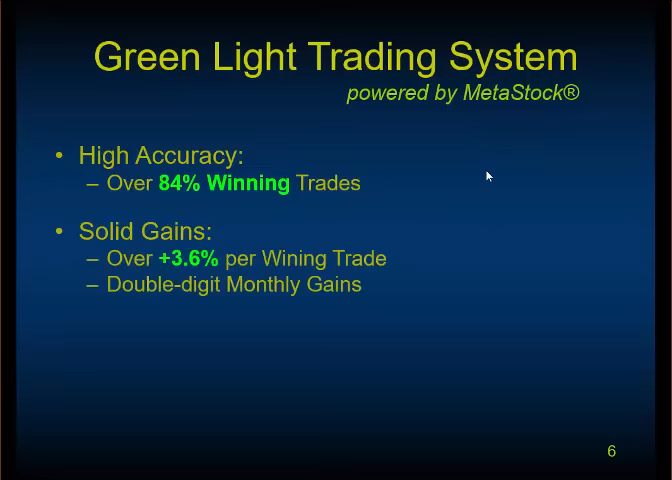 Green Light Trading System
powered by MetaStock®
• High Accuracy:
– Over 84% Winning Trades
• Solid Gains:
– Over +3.6% per Wining Trade
– Double-digit Monthly Gains
6